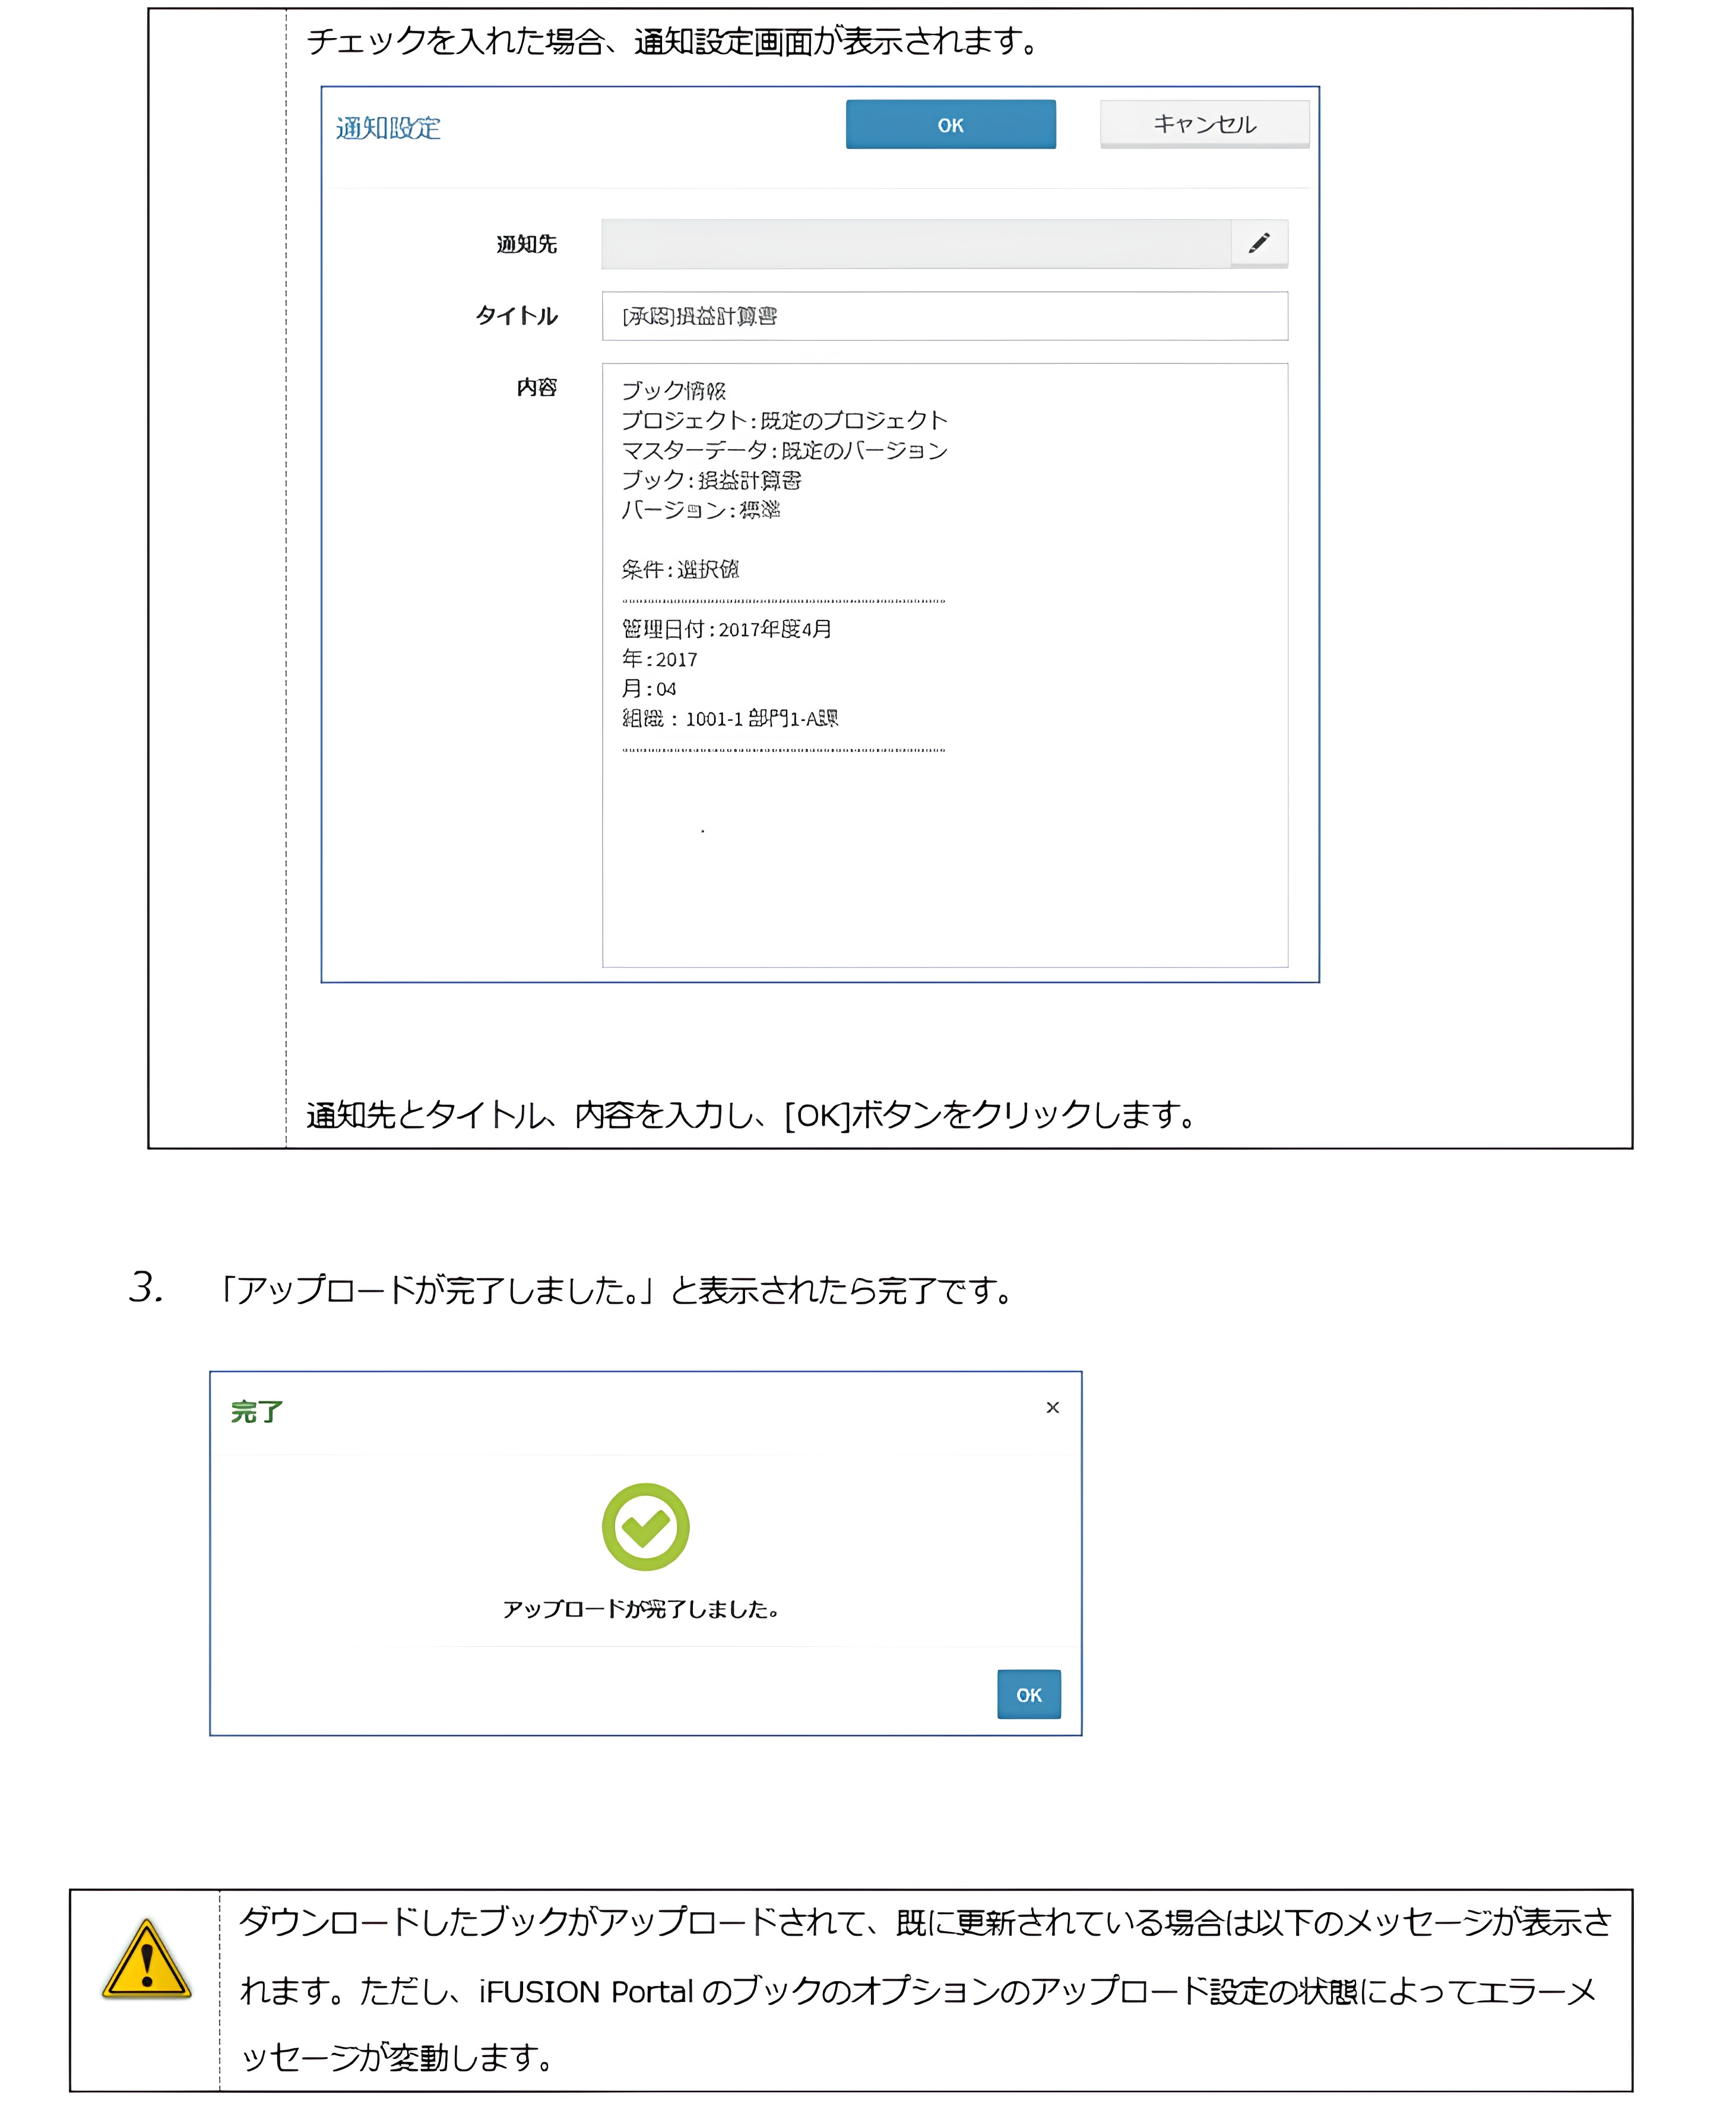 チェックを入れた場合、通知設定画面が表示されます。
通知設定
OK
キャンセル
通知先
タイトル
[承認]損益計算書
内容
ブック情報
プロジェクト:既定のプロジェクト
マスターデータ:既定のバージョン
ブック:損益計算書
バージョン:標準
条件:選択値
管理日付:2017年度4月
年:2017
月:04
組織:1001-1 部門1-A課
通知先とタイトル、内容を入力し、[OK]ボタンをクリックします。
3. 「アップロードが完了しました。」と表示されたら完了です。
完了
×
アップロードが完了しました。
OK
ダウンロードしたブックがアップロードされて、既に更新されている場合は以下のメッセージが表示さ
れます。ただし、iFUSION Portal のブックのオプションのアップロード設定の状態によってエラーメ
ッセージが変動します。